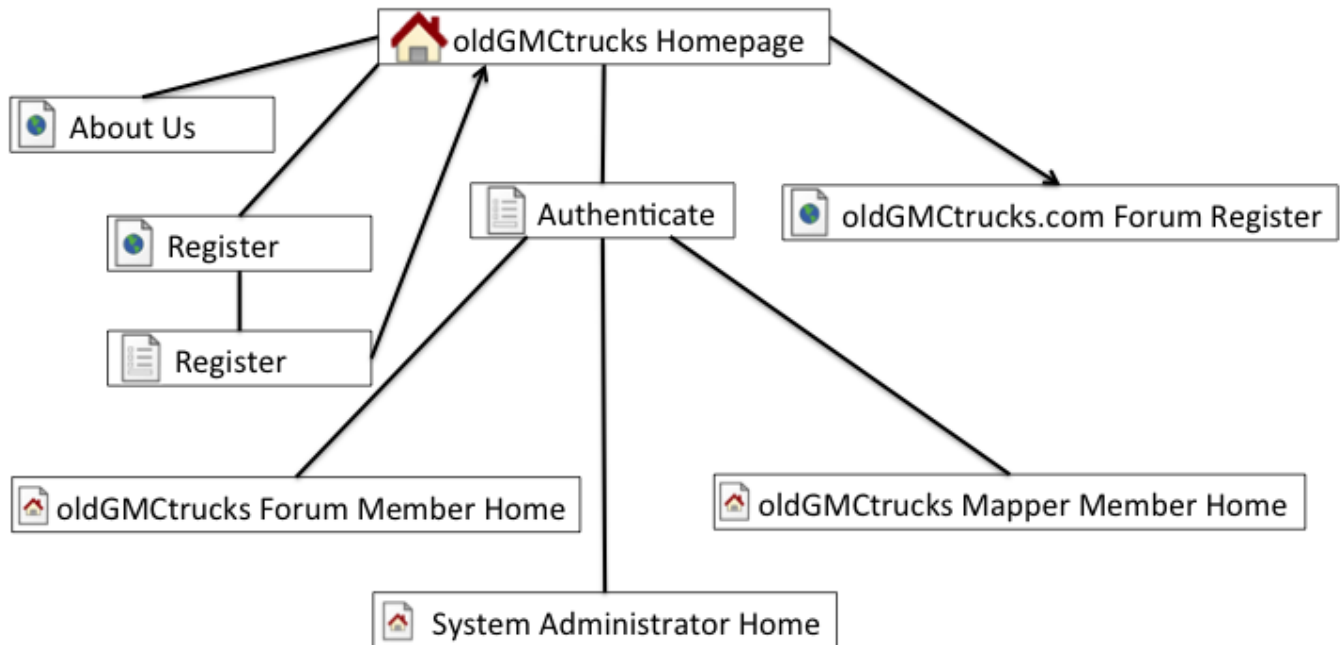 oldGMCtrucks Homepage
About Us
Authenticate
oldGMCtrucks.com Forum Register
Register
Register
oldGMCtrucks Forum Member Home
oldGMCtrucks Mapper Member Home
System Administrator Home